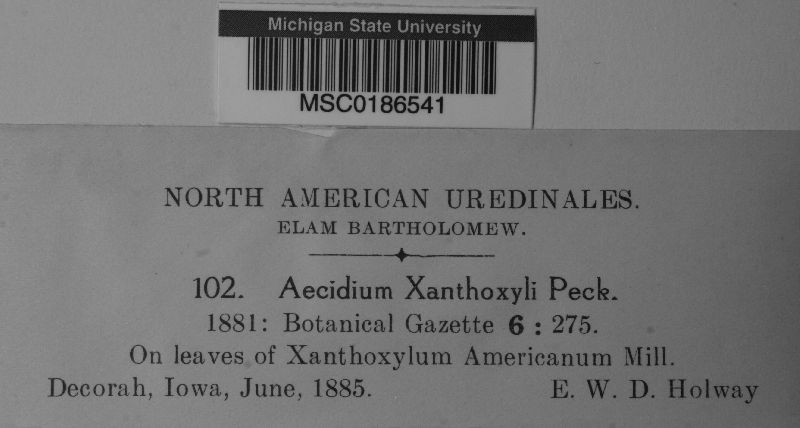 Michigan State University
MSC0186541
NORTH AMERICAN UREDINALES.
ELAM BARTHOLOMEW.
102. Aecidium Xanthoxyli Peck.
1881: Botanical Gazette 6 : 275.
On leaves of Xanthoxylum Americanum Mill.
Decorah, Iowa, June, 1885. E. W. D. Holway